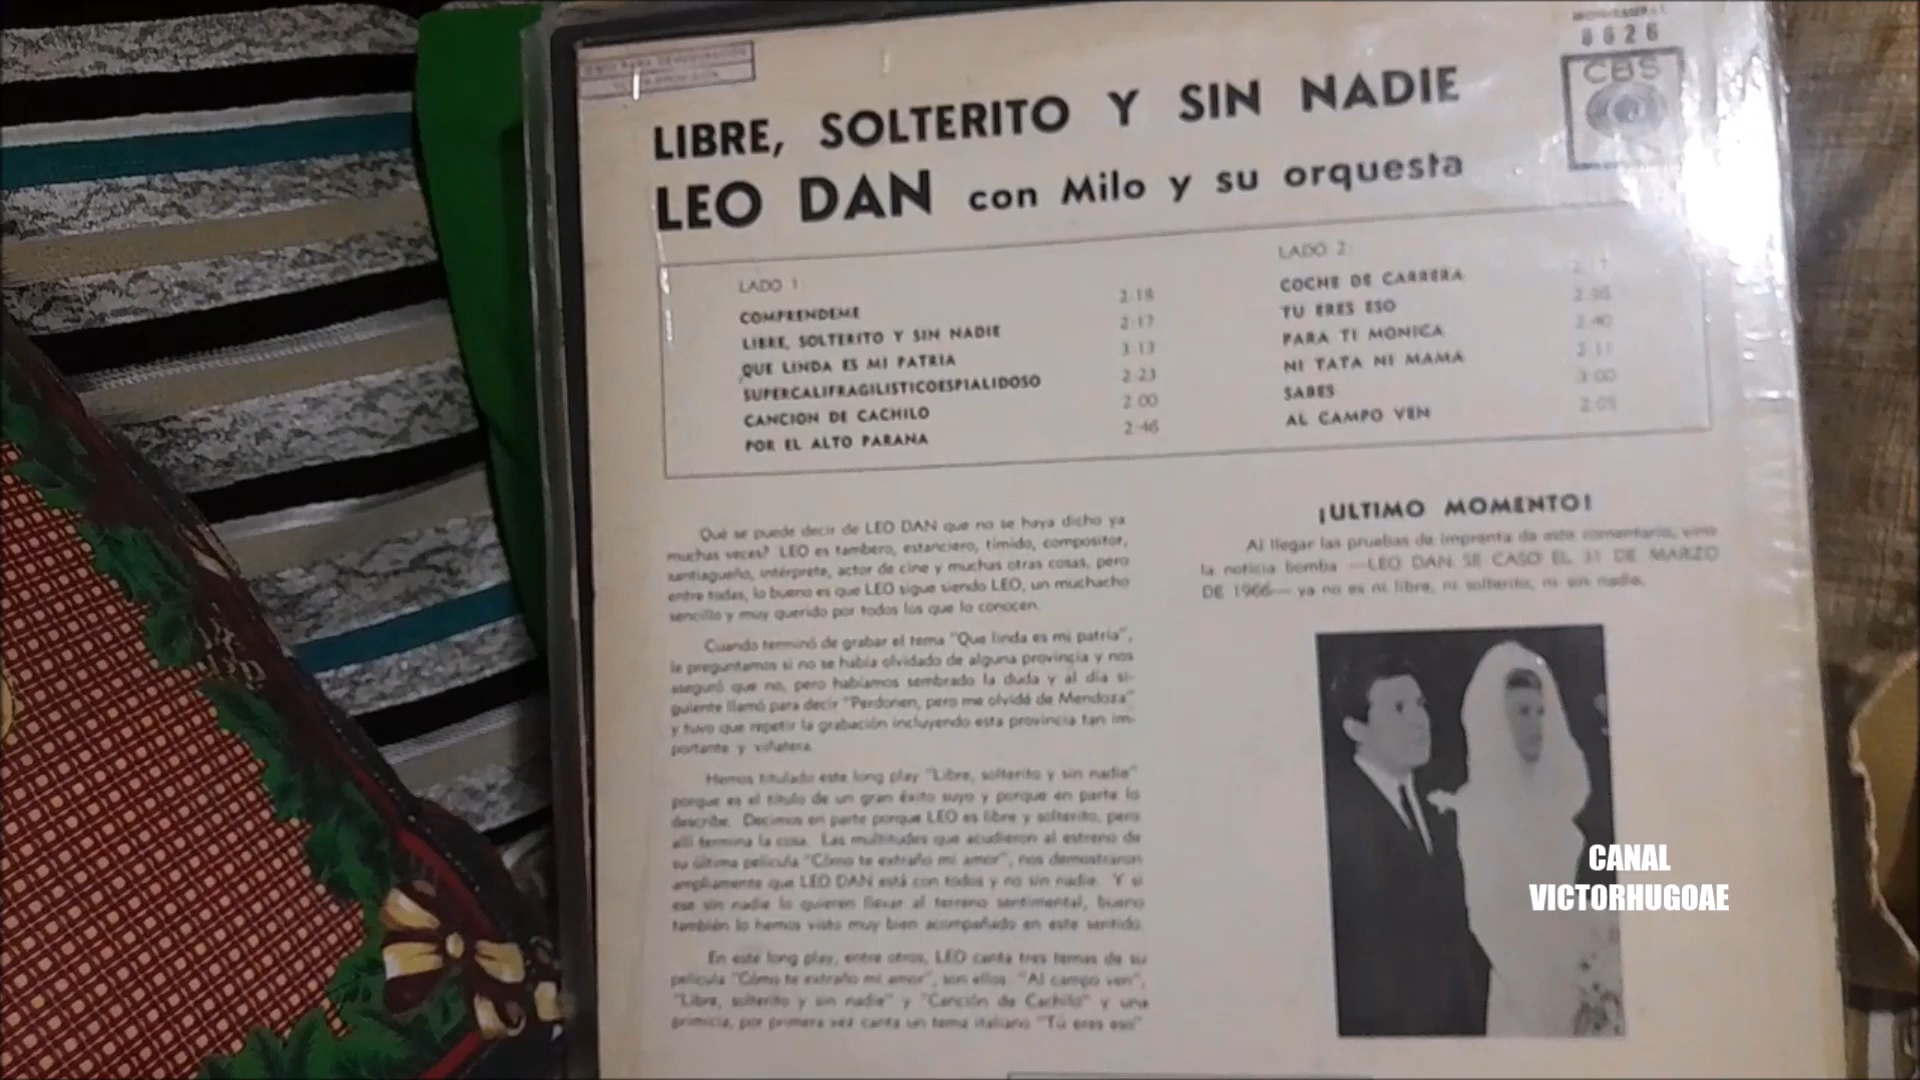 8626
CBS
LIBRE, SOLTERITO Y SIN NADIE
LEO DAN con Milo y su orquesta
LADO 1
COMPRENDEME 2:18
LIBRE, SOLTERITO Y SIN NADIE 2:17
QUE LINDA ES MI PATRIA 3:13
SUPERCALIFRAGILISTICOESPIALIDOSO 2:23
CANCION DE CACHILO 2:00
POR EL ALTO PARANA 2:46
LADO 2:
COCHE DE CARRERA
TU ERES ESO
PARA TI MONICA 2:40
NI TATA NI MAMA
SABES 3:00
AL CAMPO VEN
Qué se puede decir de LEO DAN que no se haya dicho ya
muchas veces? LEO es tambero, estanciero, tímido, compositor,
santiagueño, intérprete, actor de cine y muchas otras cosas, pero
entre todas, lo bueno es que LEO sigue siendo LEO, un muchacho
sencillo y muy querido por todos los que lo conocen.
Cuando terminó de grabar el tema "Que linda es mi patria",
le preguntamos si no se había olvidado de alguna provincia y nos
aseguró que no, pero habíamos sembrado la duda y al día si-
guiente llamó para decir "Perdonen, pero me olvidé de Mendoza"
y tuvo que repetir la grabación incluyendo esta provincia tan im-
portante y viñatera.
Hemos titulado este long play "Libre, solterito y sin nadie"
porque es el título de un gran éxito suyo y porque en parte lo
describe. Decimos en parte porque LEO es libre y solterito, pero
allí termina la cosa. Las multitudes que acudieron al estreno de
su última película "Cómo te extraño mi amor", nos demostraron
ampliamente que LEO DAN está con todos y no sin nadie. Y si
ese sin nadie lo quieren llevar al terreno sentimental, bueno
también lo hemos visto muy bien acompañado en este sentido.
En este long play, entre otros, LEO canta tres temas de su
película "Cómo te extraño mi amor", son ellos: "Al campo ven",
"Libre, solterito y sin nadie" y "Canción de Cachilo" y una
primicia, por primera vez canta un tema italiano "Tú eres eso"
¡ULTIMO MOMENTO!
Al llegar las pruebas de imprenta de este comentario, vino
la noticia bomba —LEO DAN SE CASO EL 31 DE MARZO
DE 1966— ya no es ni libre, ni solterito, ni sin nadie.
CANAL
VICTORHUGOAE